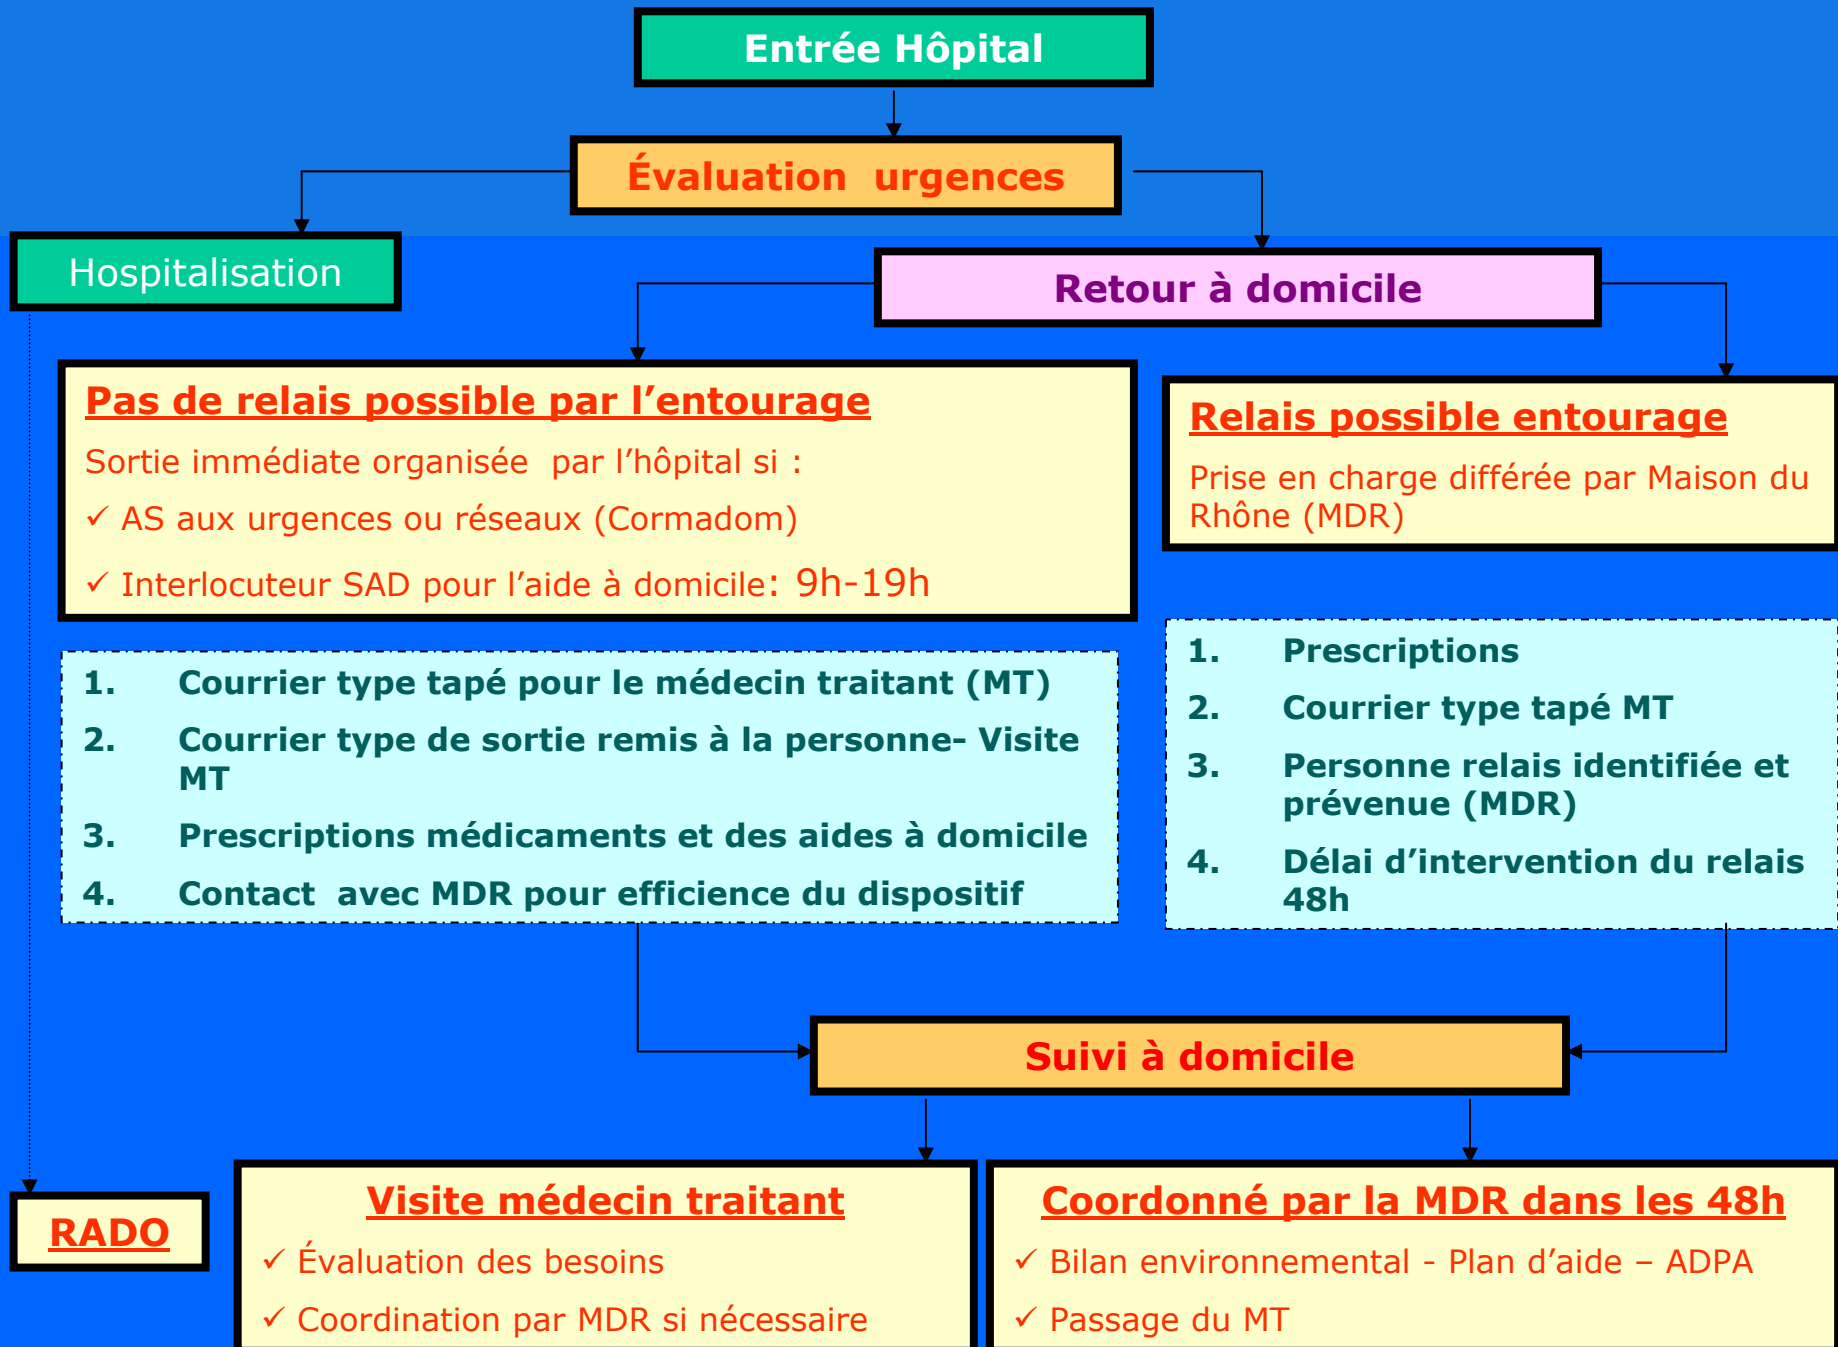 Entrée Hôpital
Évaluation urgences
Hospitalisation
Retour à domicile
Pas de relais possible par l'entourage
Sortie immédiate organisée par l'hôpital si :
✓ AS aux urgences ou réseaux (Cormadom)
✓ Interlocuteur SAD pour l'aide à domicile: 9h-19h
Relais possible entourage
Prise en charge différée par Maison du
Rhône (MDR)
1. Courrier type tapé pour le médecin traitant (MT)
2. Courrier type de sortie remis à la personne- Visite
MT
3. Prescriptions médicaments et des aides à domicile
4. Contact avec MDR pour efficience du dispositif
1. Prescriptions
2. Courrier type tapé MT
3. Personne relais identifiée et
prévenue (MDR)
4. Délai d'intervention du relais
48h
Suivi à domicile
RADO
Visite médecin traitant
✓ Évaluation des besoins
✓ Coordination par MDR si nécessaire
Coordonné par la MDR dans les 48h
✓ Bilan environnemental - Plan d'aide – ADPA
✓ Passage du MT